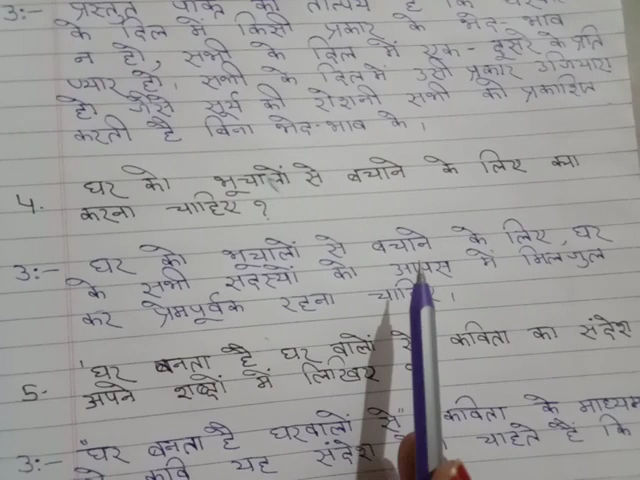 उ:- प्रस्तुत का तात्पर्य है कि
के दिल में किसी प्रकार के भेद-भाव
न हो, सभी के दिल में एक-दूसरे के प्रति
प्यार हो। सभी के दिल में उसी प्रकार उजियारा
हो जैसे सूर्य की रोशनी सभी को प्रकाशित
करती है बिना भेद-भाव के।
4. घर को भूचालों से बचाने के लिए क्या
करना चाहिए?
उ:- घर को भूचालों से बचाने के लिए, घर
के सभी सदस्यों को आपस में मिलजुल
कर प्रेमपूर्वक रहना चाहिए।
5. 'घर बनता है घर वालों से कविता का संदेश
अपने शब्दों में लिखिए
उ:- "घर बनता है घरवालों से" कविता के माध्यम
से कवि यह संदेश चाहते हैं कि